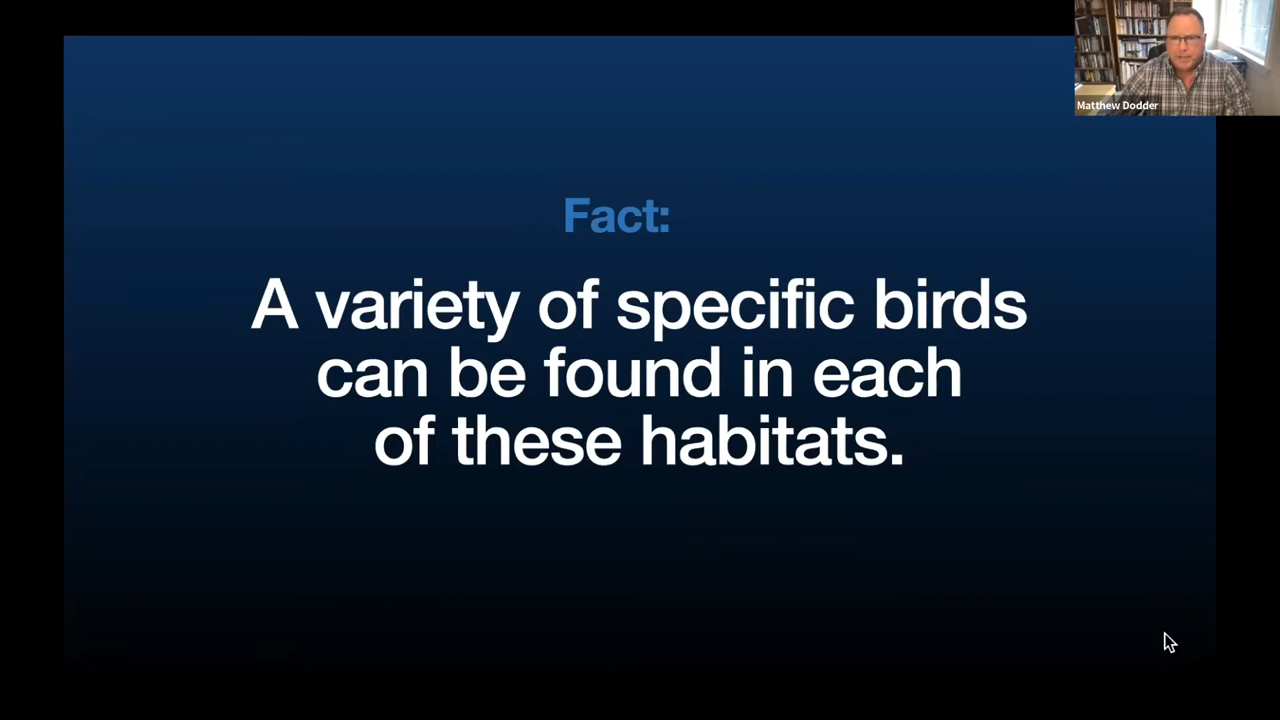 Matthew Dodder
Fact:
A variety of specific birds
can be found in each
of these habitats.